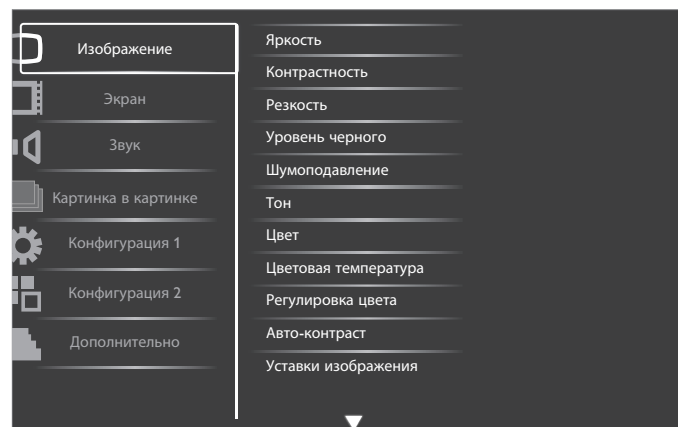 Изображение
Экран
Звук
Картинка в картинке
Конфигурация 1
Конфигурация 2
Дополнительно
Яркость
Контрастность
Резкость
Уровень черного
Шумоподавление
Тон
Цвет
Цветовая температура
Регулировка цвета
Авто-контраст
Уставки изображения